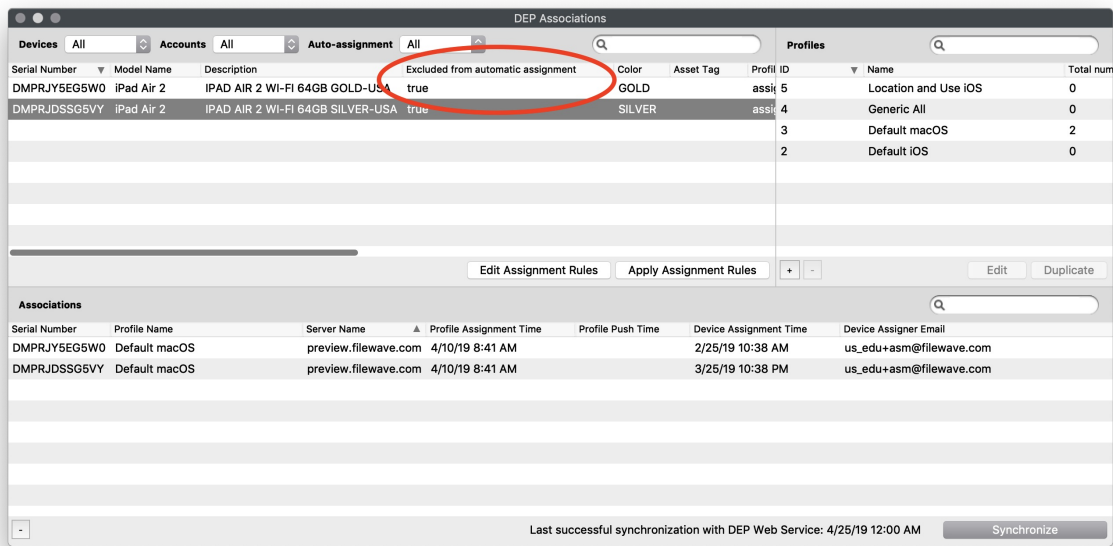 DEP Associations
Devices All Accounts All Auto-assignment All Profiles
Serial Number Model Name Description Excluded from automatic assignment Color Asset Tag Profil ID Name Total num
DMPRJY5EG5W0 iPad Air 2 IPAD AIR 2 WI-FI 64GB GOLD-USA true GOLD assig 5 Location and Use iOS 0
DMPRJDSSG5VY iPad Air 2 IPAD AIR 2 WI-FI 64GB SILVER-USA true SILVER assig 4 Generic All 0
3 Default macOS 2
2 Default iOS 0
Edit Assignment Rules Apply Assignment Rules + - Edit Duplicate
Associations
Serial Number Profile Name Server Name Profile Assignment Time Profile Push Time Device Assignment Time Device Assigner Email
DMPRJY5EG5W0 Default macOS preview.filewave.com 4/10/19 8:41 AM 2/25/19 10:38 AM us_edu+asm@filewave.com
DMPRJDSSG5VY Default macOS preview.filewave.com 4/10/19 8:41 AM 3/25/19 10:38 PM us_edu+asm@filewave.com
- Last successful synchronization with DEP Web Service: 4/25/19 12:00 AM Synchronize